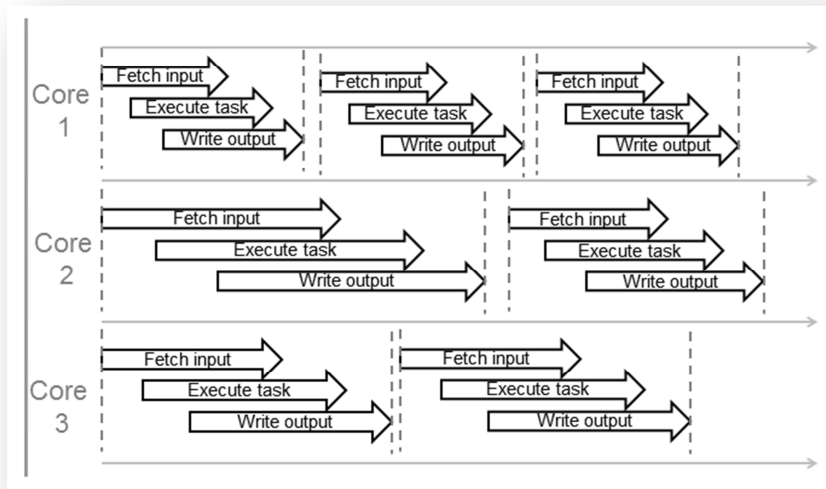 Core
1
Fetch input
Execute task
Write output
Fetch input
Execute task
Write output
Fetch input
Execute task
Write output
Core
2
Fetch input
Execute task
Write output
Fetch input
Execute task
Write output
Core
3
Fetch input
Execute task
Write output
Fetch input
Execute task
Write output